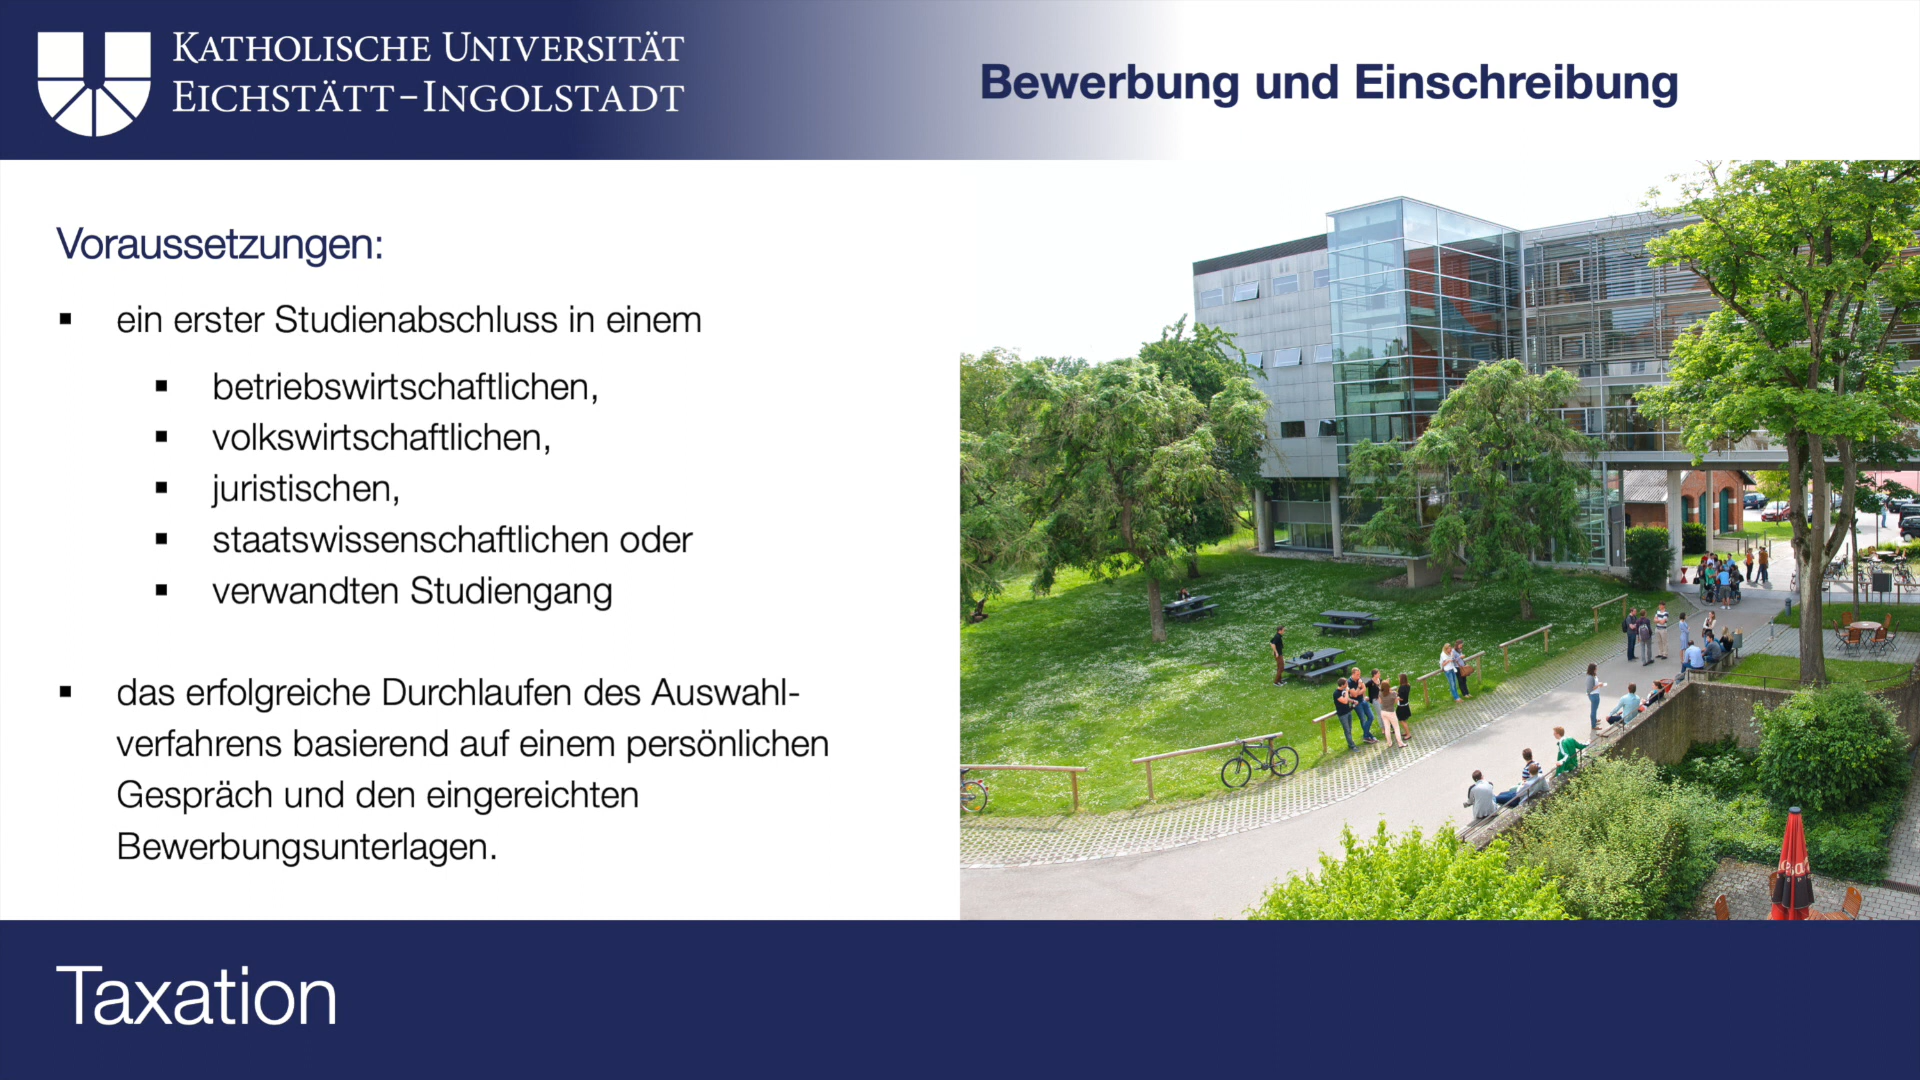 KATHOLISCHE UNIVERSITÄT
EICHSTÄTT-INGOLSTADT
Bewerbung und Einschreibung
Voraussetzungen:
▪ ein erster Studienabschluss in einem
▪ betriebswirtschaftlichen,
▪ volkswirtschaftlichen,
▪ juristischen,
▪ staatswissenschaftlichen oder
▪ verwandten Studiengang
▪ das erfolgreiche Durchlaufen des Auswahl-
verfahrens basierend auf einem persönlichen
Gespräch und den eingereichten
Bewerbungsunterlagen.
Taxation